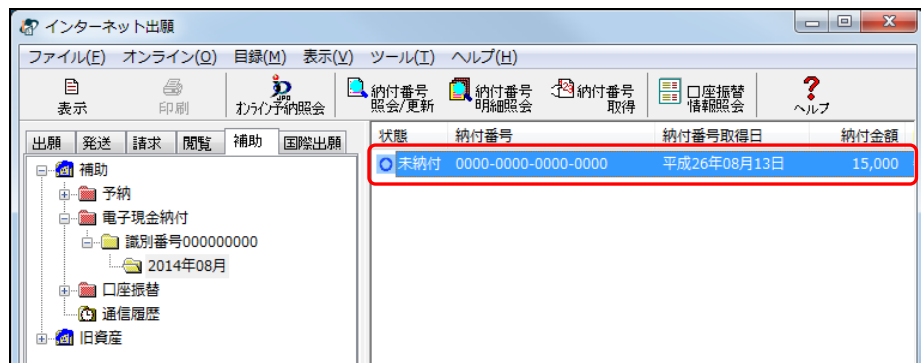 インターネット出願
ファイル(F) オンライン(O) 目録(M) 表示(V) ツール(T) ヘルプ(H)
表示 印刷 オンライン予納照会 納付番号照会/更新 納付番号明細照会 納付番号取得 口座振替情報照会 ヘルプ
出願 発送 請求 閲覧 補助 国際出願
状態 納付番号 納付番号取得日 納付金額
未納付 0000-0000-0000-0000 平成26年08月13日 15,000
補助
予納
電子現金納付
識別番号000000000
2014年08月
口座振替
通信履歴
旧資産